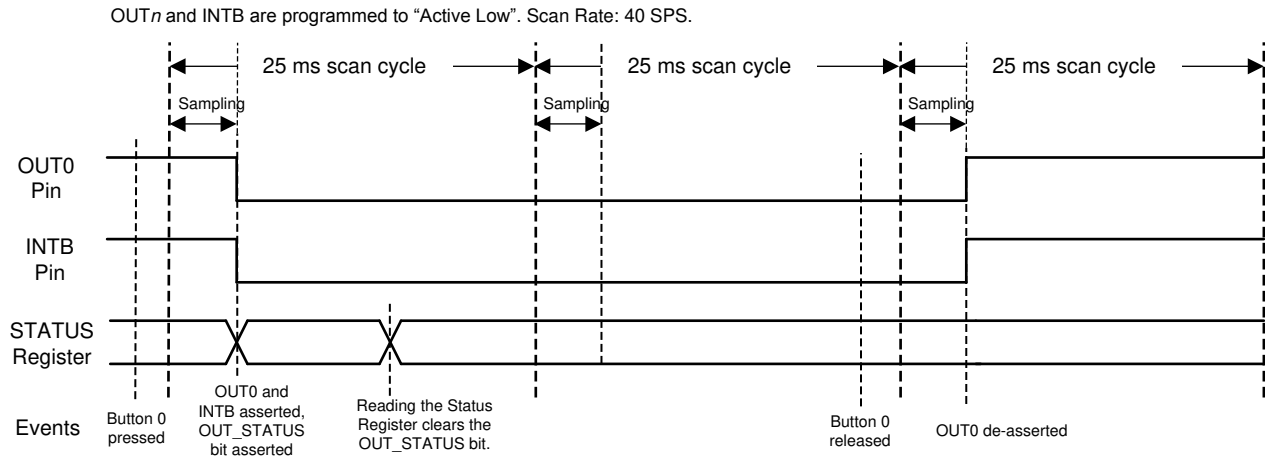 OUTn and INTB are programmed to “Active Low”. Scan Rate: 40 SPS.
25 ms scan cycle
25 ms scan cycle
25 ms scan cycle
Sampling
Sampling
Sampling
OUT0
Pin
INTB
Pin
STATUS
Register
Events
Button 0
pressed
OUT0 and
INTB asserted,
OUT_STATUS
bit asserted
Reading the Status
Register clears the
OUT_STATUS bit.
Button 0
released
OUT0 de-asserted